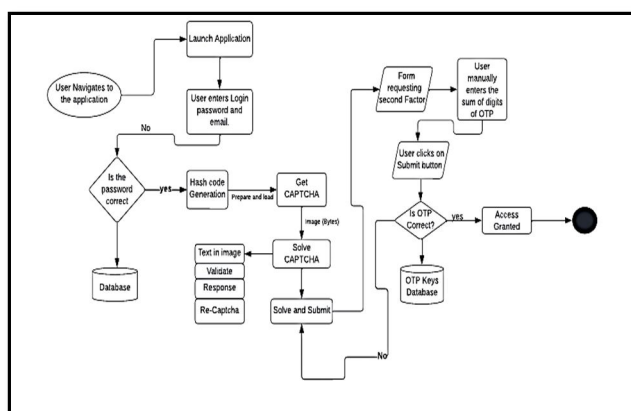 Launch Application
User Navigates to
the application
User enters Login
password and
email.
No
Is the
password
correct
yes
Hash code
Generation
Prepare and load
Get
CAPTCHA
Image (Bytes)
Database
Text in image
Validate
Response
Re-Captcha
Solve
CAPTCHA
Solve and Submit
Form
requesting
second Factor
User
manually
enters the
sum of digits
of OTP
User clicks on
Submit button
Is OTP
Correct?
yes
Access
Granted
OTP Keys
Database
No